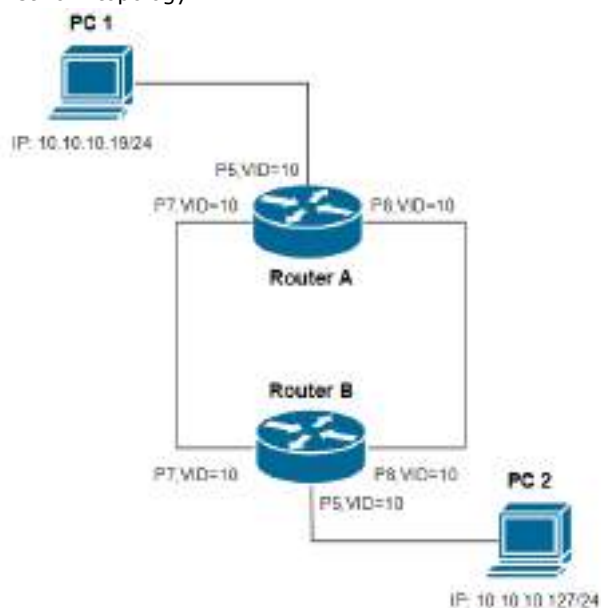 PC 1
IP: 10.10.10.19/24
P5,VID=10
P7,VID=10
P8,VID=10
Router A
Router B
P7,VID=10
P8,VID=10
P5,VID=10
PC 2
IP: 10.10.10.127/24